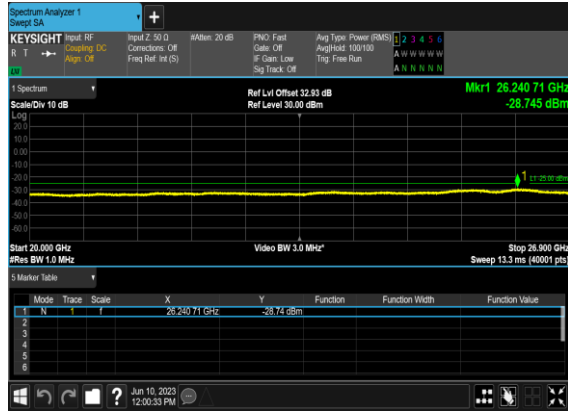 Spectrum Analyzer 1
Swept SA
+
KEYSIGHT
R T
LM
Input: RF
Coupling: DC
Align: Off
Input Z: 50 Ω
Corrections: Off
Freq Ref: Int (S)
#Atten: 20 dB
PNO: Fast
Gate: Off
IF Gain: Low
Sig Track: Off
Avg Type: Power (RMS)
Avg|Hold: 100/100
Trig: Free Run
1 2 3 4 5 6
A W W W W W
A N N N N N
1 Spectrum
Scale/Div 10 dB
Ref Lvl Offset 32.93 dB
Ref Level 30.00 dBm
Mkr1 26.240 71 GHz
-28.745 dBm
Log
20.0
10.0
0.00
-10.0
-20.0
-30.0
-40.0
-50.0
-60.0
1
LL1 -25.00 dBm
Start 20.000 GHz
#Res BW 1.0 MHz
Video BW 3.0 MHz*
Stop 26.900 GHz
Sweep 13.3 ms (40001 pts)
5 Marker Table
Mode Trace Scale X Y Function Function Width Function Value
1 N 1 f 26.240 71 GHz -28.74 dBm
2
3
4
5
6
?
Jun 10, 2023
12:00:33 PM